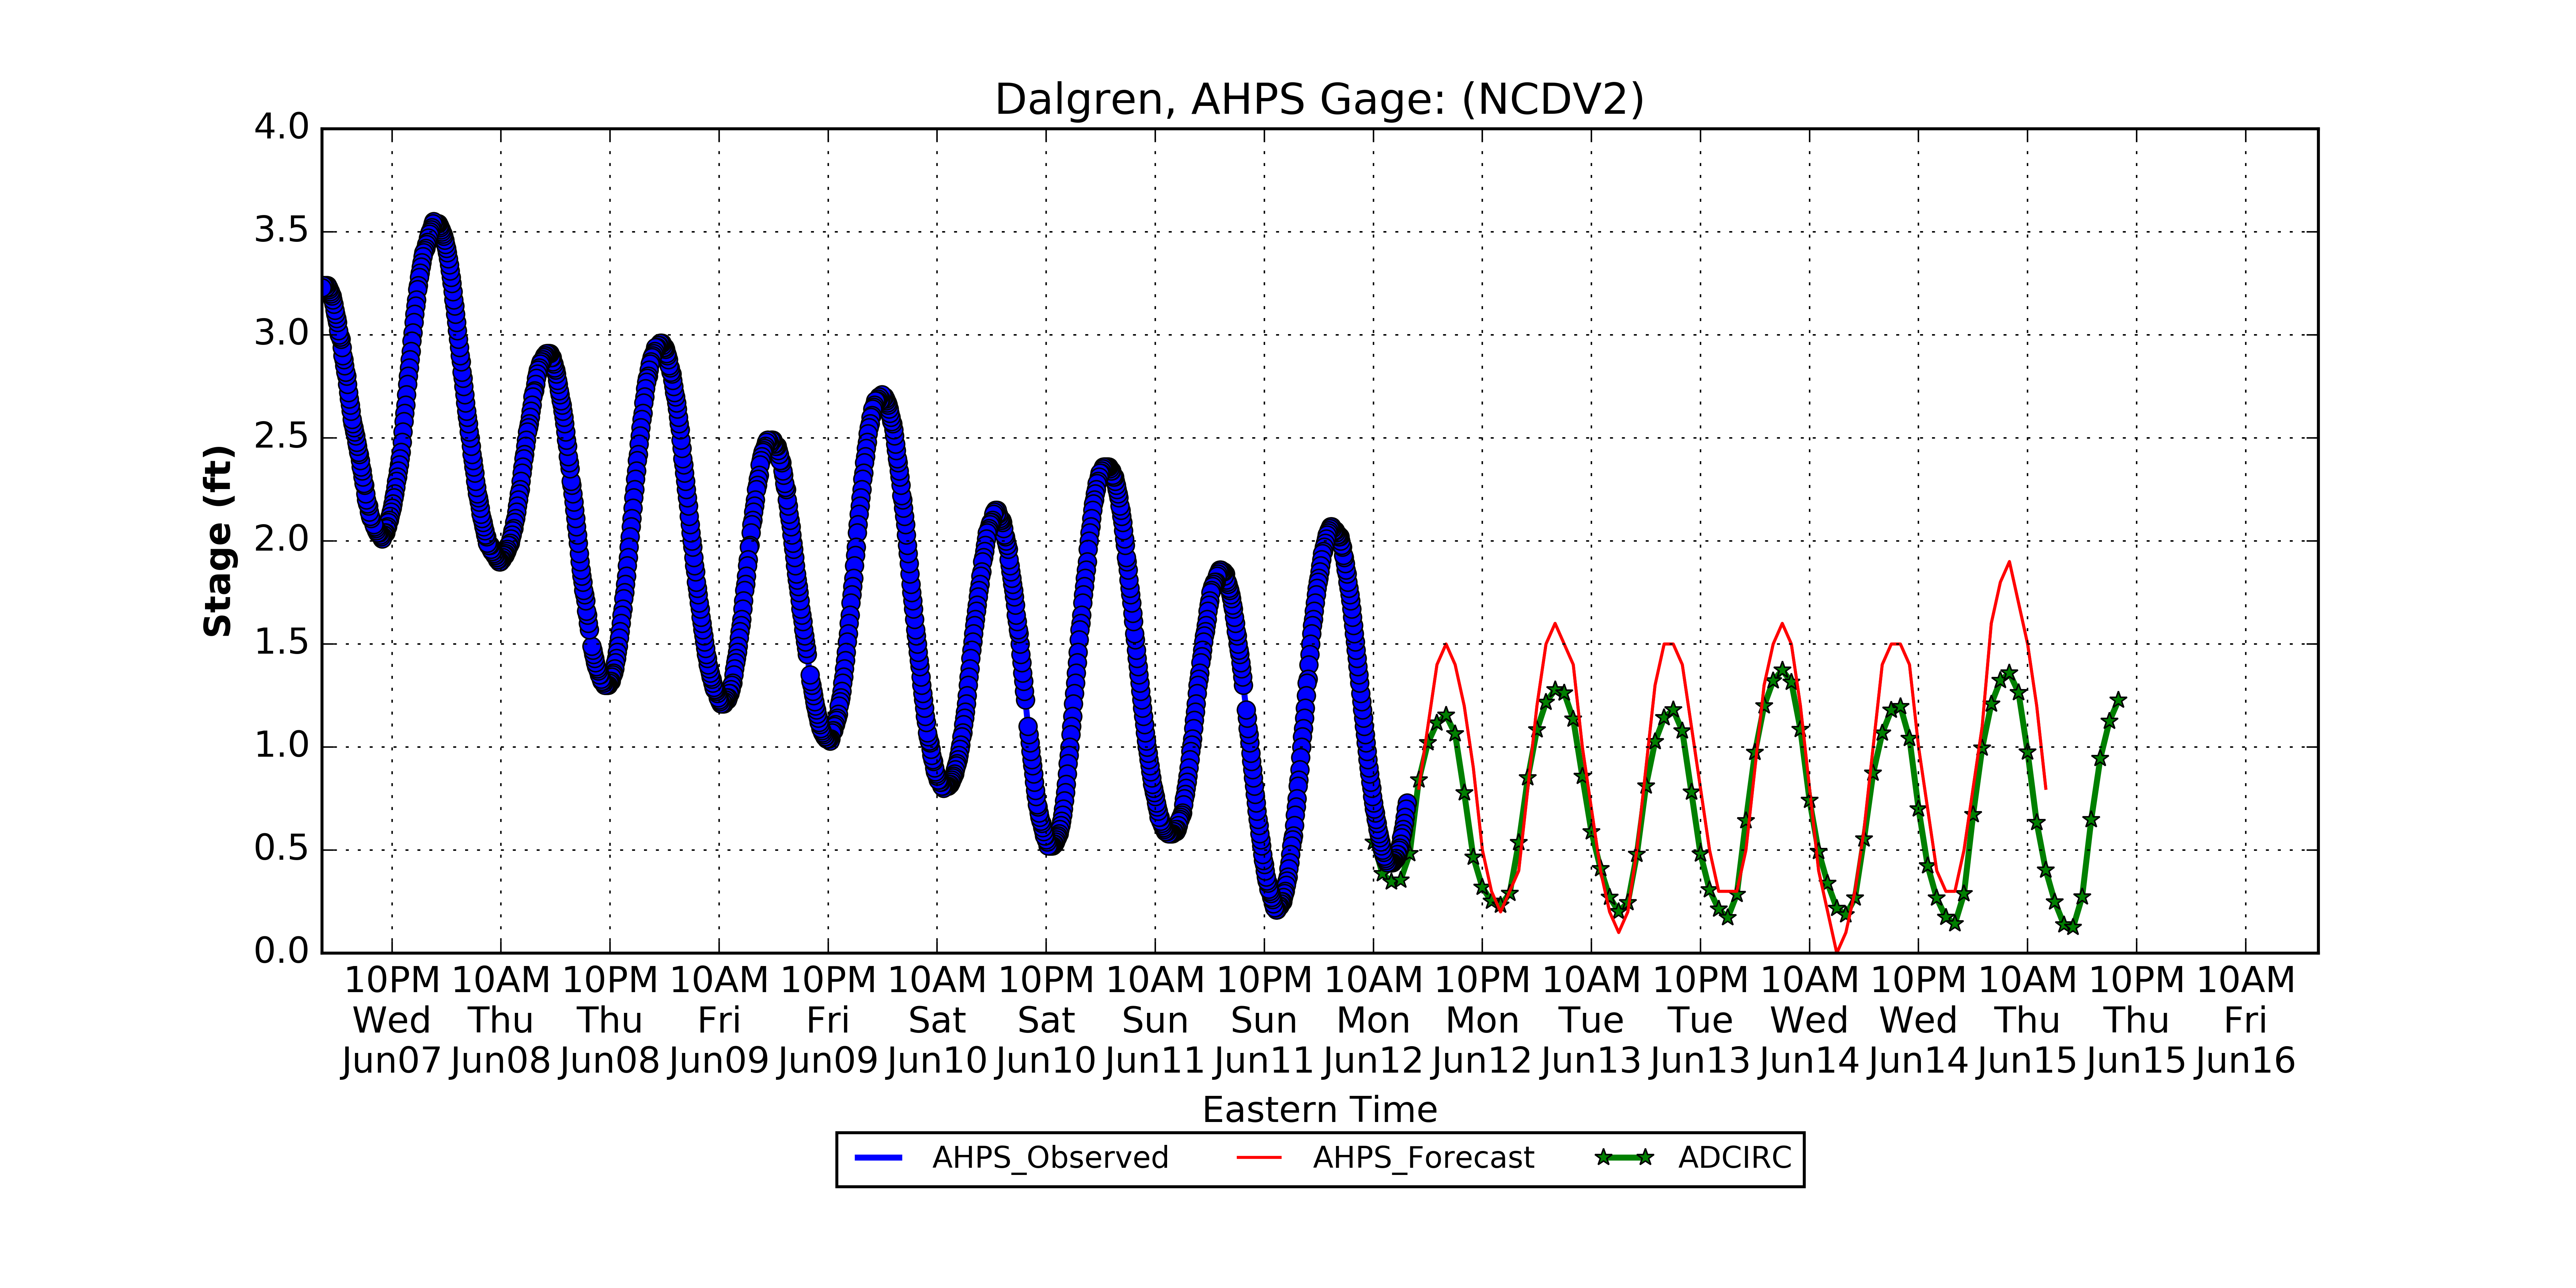 Dalgren, AHPS Gage: (NCDV2)
4.0
3.5
3.0
2.5
2.0
1.5
1.0
0.5
0.0
Stage (ft)
10PM 10AM 10PM 10AM 10PM 10AM 10PM 10AM 10PM 10AM 10PM 10AM 10PM 10AM 10PM 10AM 10PM 10AM
Wed Thu Thu Fri Fri Sat Sat Sun Sun Mon Mon Tue Tue Wed Wed Thu Thu Fri
Jun07 Jun08 Jun08 Jun09 Jun09 Jun10 Jun10 Jun11 Jun11 Jun12 Jun12 Jun13 Jun13 Jun14 Jun14 Jun15 Jun15 Jun16
Eastern Time
AHPS_Observed AHPS_Forecast ADCIRC